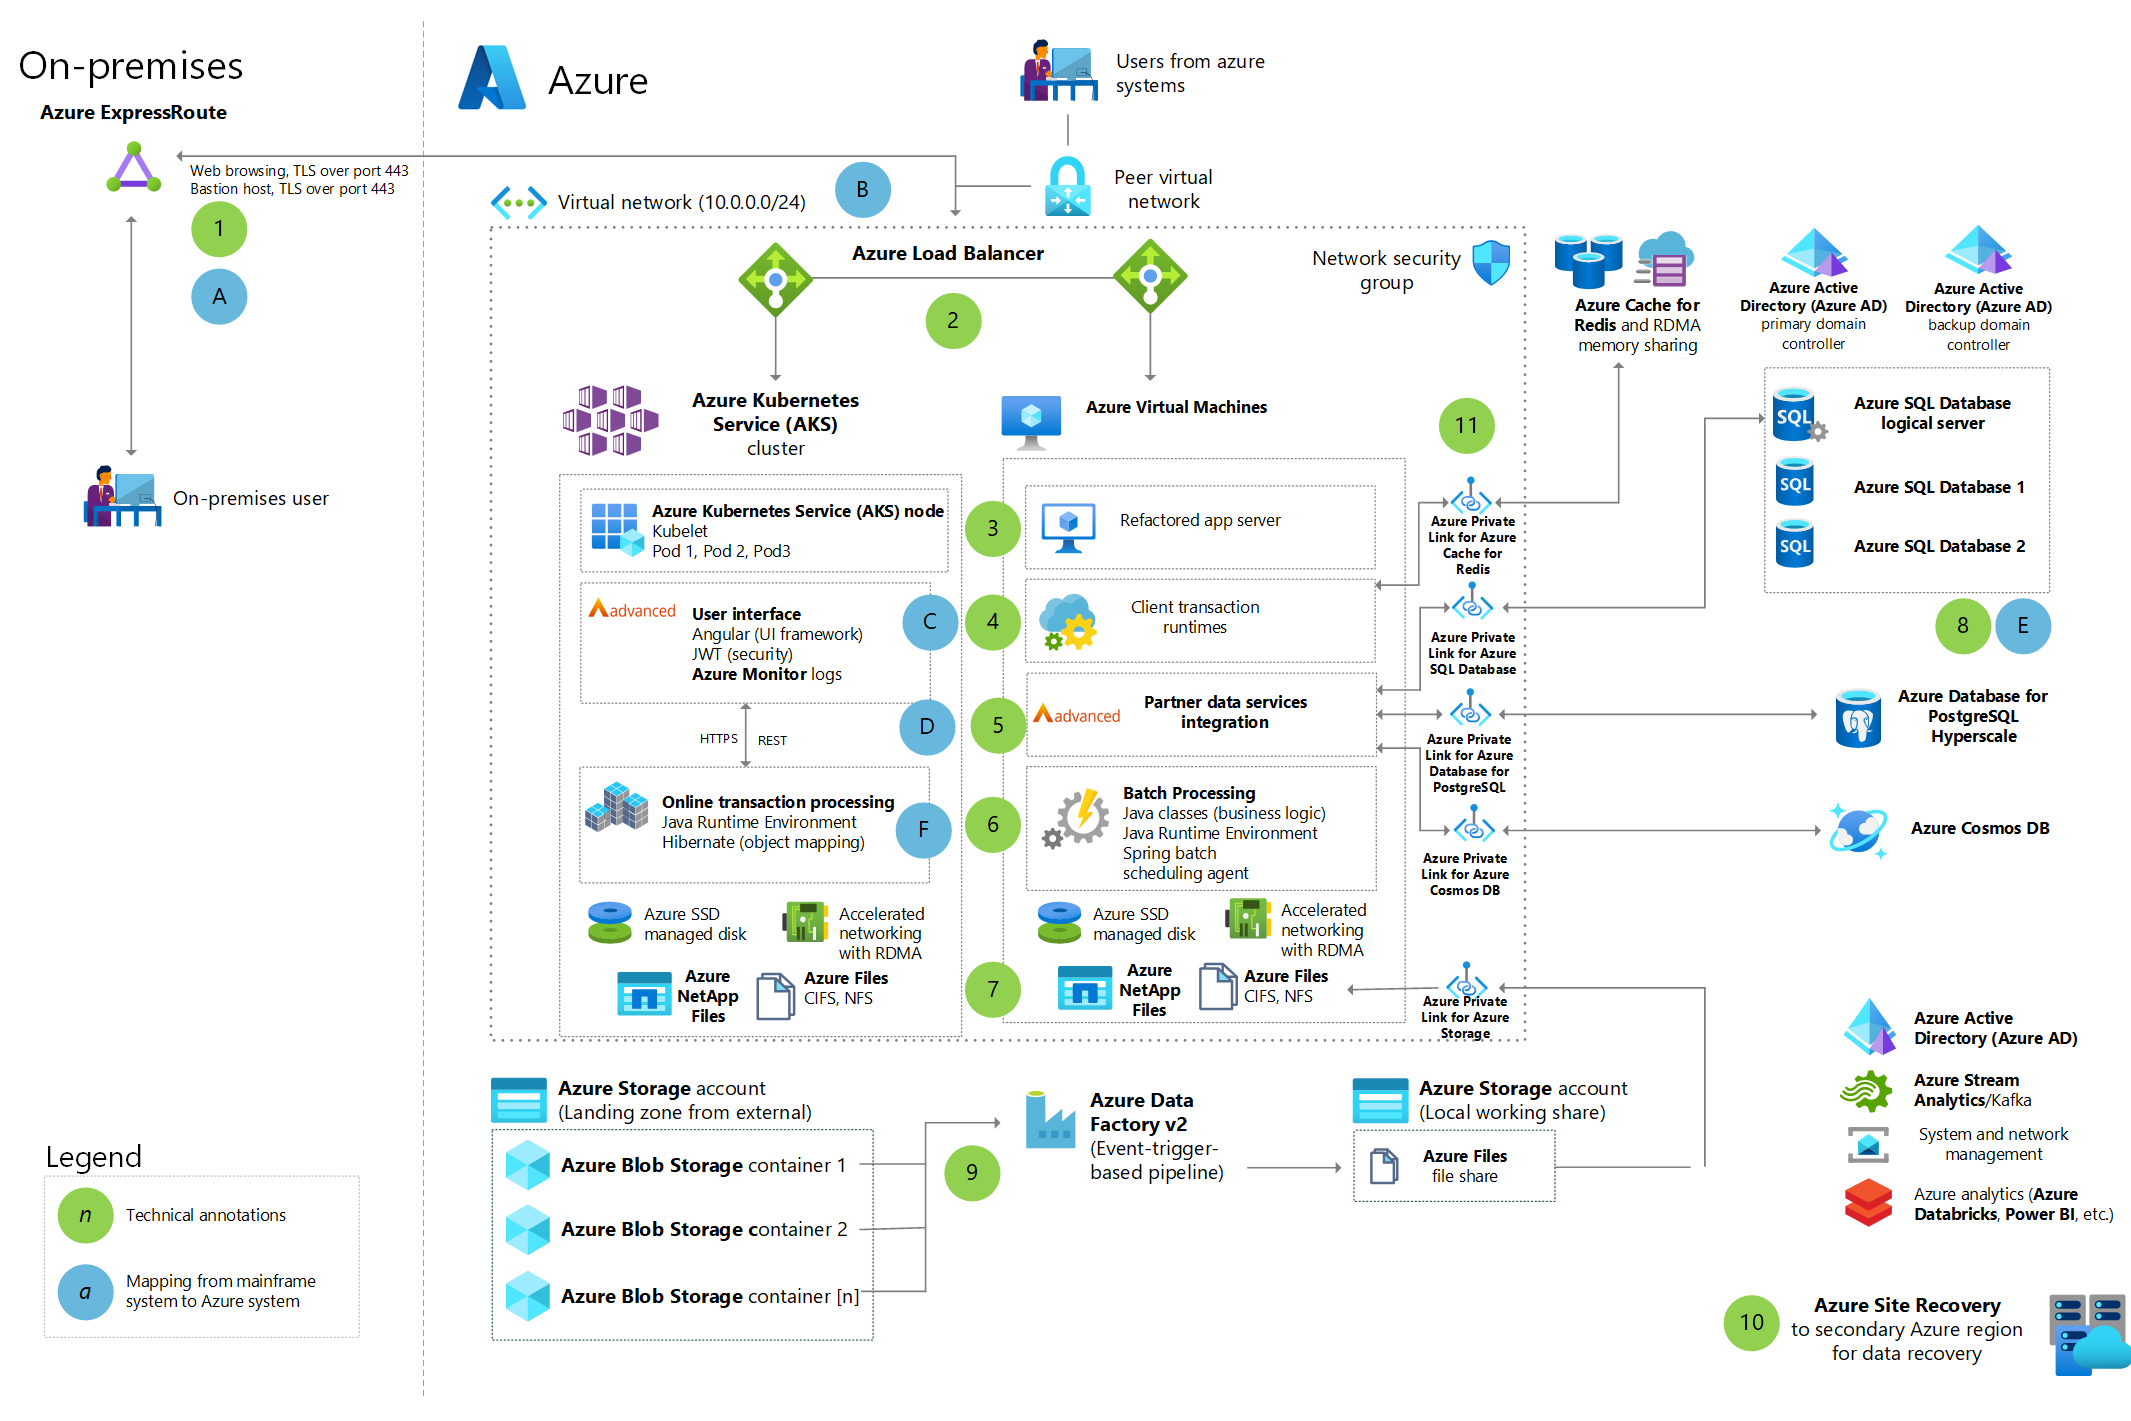 On-premises
Azure ExpressRoute
Web browsing, TLS over port 443
Bastion host, TLS over port 443
1
A
On-premises user
Azure
Users from azure
systems
Peer virtual
network
B
Virtual network (10.0.0.0/24)
Azure Load Balancer
2
Network security
group
Azure Kubernetes
Service (AKS)
cluster
Azure Virtual Machines
Azure Kubernetes Service (AKS) node
Kubelet
Pod 1, Pod 2, Pod3
3
Refactored app server
advanced
User interface
Angular (UI framework)
JWT (security)
Azure Monitor logs
C
4
Client transaction
runtimes
HTTPS
REST
D
5
advanced
Partner data services
integration
Online transaction processing
Java Runtime Environment
Hibernate (object mapping)
F
6
Batch Processing
Java classes (business logic)
Java Runtime Environment
Spring batch
scheduling agent
Azure SSD
managed disk
Accelerated
networking
with RDMA
Azure
NetApp
Files
Azure Files
CIFS, NFS
7
Azure SSD
managed disk
Accelerated
networking
with RDMA
Azure
NetApp
Files
Azure Files
CIFS, NFS
11
Azure Private
Link for Azure
Cache for
Redis
Azure Private
Link for Azure
SQL Database
Azure Private
Link for Azure
Database for
PostgreSQL
Azure Private
Link for Azure
Cosmos DB
Azure Private
Link for Azure
Storage
Azure Cache for
Redis and RDMA
memory sharing
Azure Active
Directory (Azure AD)
primary domain
controller
Azure Active
Directory (Azure AD)
backup domain
controller
SQL
Azure SQL Database
logical server
SQL
Azure SQL Database 1
SQL
Azure SQL Database 2
8
E
Azure Database for
PostgreSQL
Hyperscale
Azure Cosmos DB
Azure Active
Directory (Azure AD)
Azure Stream
Analytics/Kafka
System and network
management
Azure analytics (Azure
Databricks, Power BI, etc.)
Azure Storage account
(Landing zone from external)
Azure Blob Storage container 1
Azure Blob Storage container 2
Azure Blob Storage container [n]
9
Azure Data
Factory v2
(Event-trigger-
based pipeline)
Azure Storage account
(Local working share)
Azure Files
file share
10
Azure Site Recovery
to secondary Azure region
for data recovery
Legend
n
Technical annotations
a
Mapping from mainframe
system to Azure system